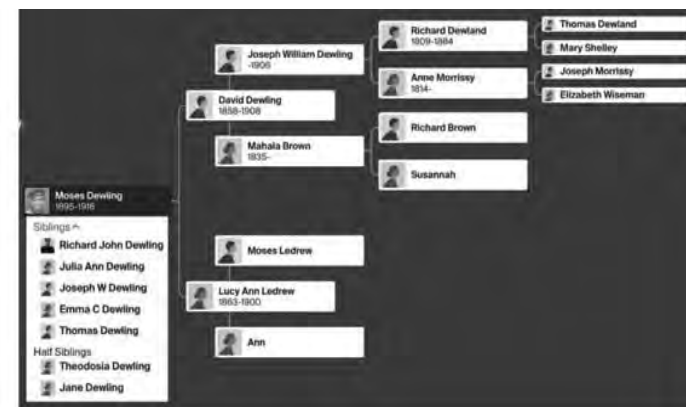 Moses Dewling
1895-1916
Siblings ^
Richard John Dewling
Julia Ann Dewling
Joseph W Dewling
Emma C Dewling
Thomas Dewling
Half Siblings
Theodosia Dewling
Jane Dewling
David Dewling
1858-1908
Lucy Ann Ledrew
1863-1900
Joseph William Dewling
-1906
Mahala Brown
1835-
Moses Ledrew
Ann
Richard Dewland
1809-1884
Anne Morrissy
1814-
Richard Brown
Susannah
Thomas Dewland
Mary Shelley
Joseph Morrissy
Elizabeth Wiseman